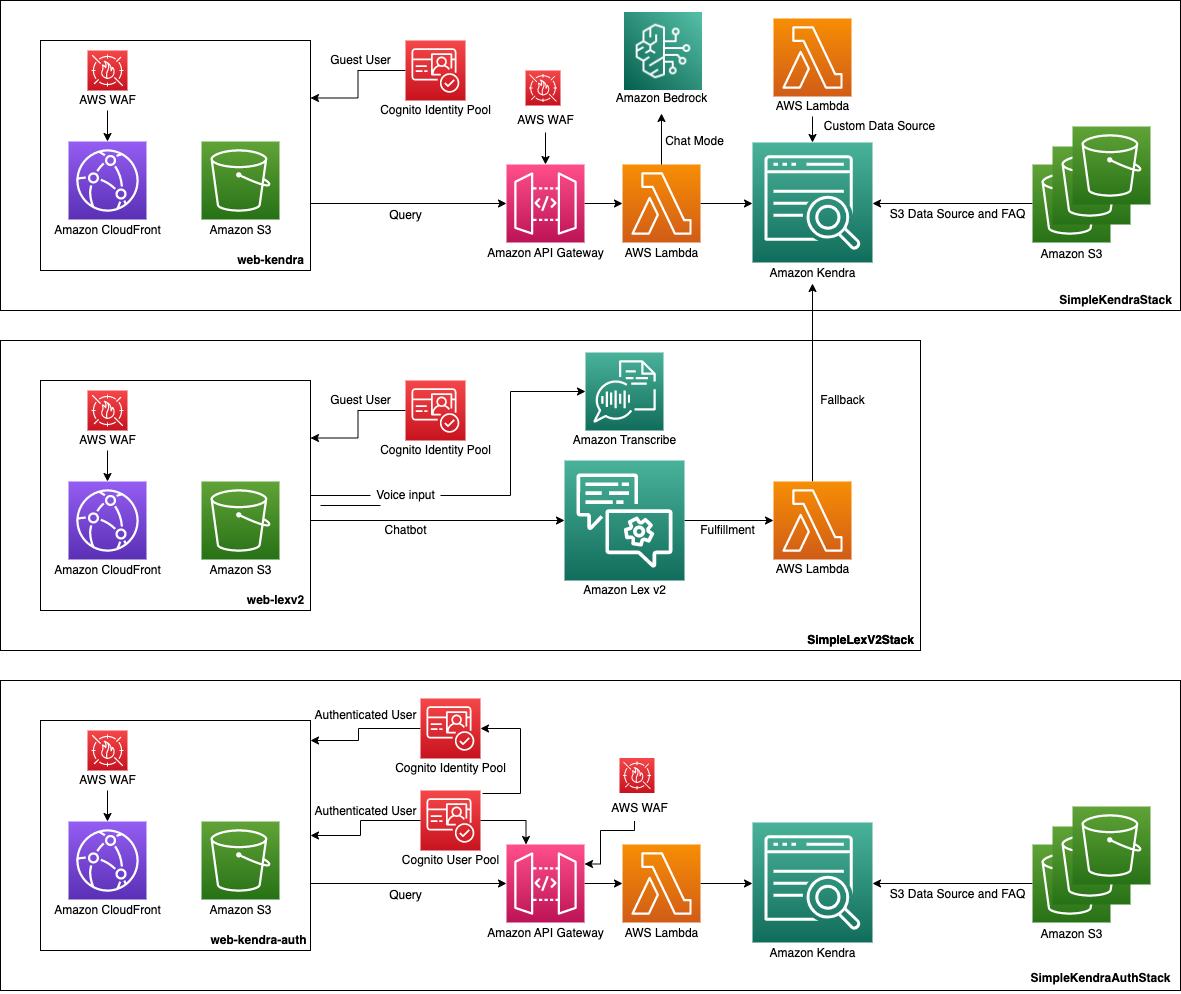 Amazon Bedrock
AWS Lambda
Guest User
AWS WAF
Cognito Identity Pool
AWS WAF
Chat Mode
Custom Data Source
Amazon CloudFront
Amazon S3
Query
S3 Data Source and FAQ
Amazon API Gateway
AWS Lambda
Amazon Kendra
Amazon S3
web-kendra
SimpleKendraStack
Guest User
AWS WAF
Cognito Identity Pool
Amazon Transcribe
Fallback
Voice input
Chatbot
Fulfillment
Amazon CloudFront
Amazon S3
Amazon Lex v2
AWS Lambda
web-lexv2
SimpleLexV2Stack
Authenticated User
AWS WAF
Cognito Identity Pool
Authenticated User
AWS WAF
Cognito User Pool
Query
S3 Data Source and FAQ
Amazon CloudFront
Amazon S3
Amazon API Gateway
AWS Lambda
Amazon Kendra
Amazon S3
web-kendra-auth
SimpleKendraAuthStack